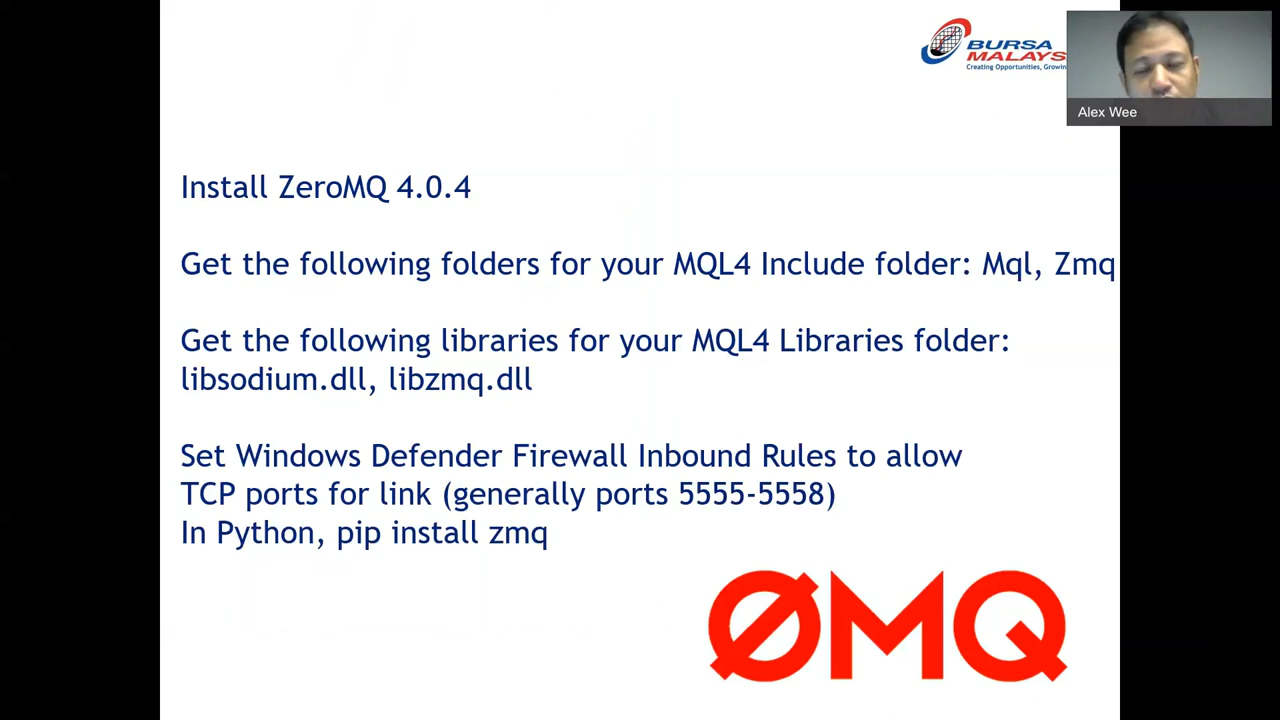 BURSA
MALAYS
Creating Opportunities, Growin
Alex Wee
Install ZeroMQ 4.0.4
Get the following folders for your MQL4 Include folder: Mql, Zmq
Get the following libraries for your MQL4 Libraries folder:
libsodium.dll, libzmq.dll
Set Windows Defender Firewall Inbound Rules to allow
TCP ports for link (generally ports 5555-5558)
In Python, pip install zmq
ØMQ